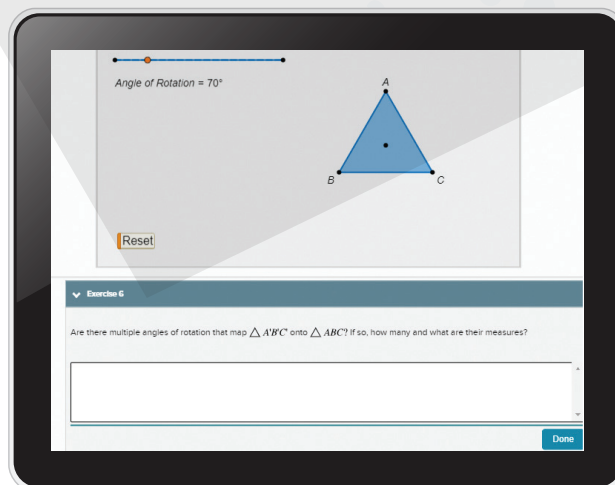 Angle of Rotation = 70°
A
B
C
Reset
Exercise 6
Are there multiple angles of rotation that map △ A'B'C' onto △ ABC? If so, how many and what are their measures?
Done